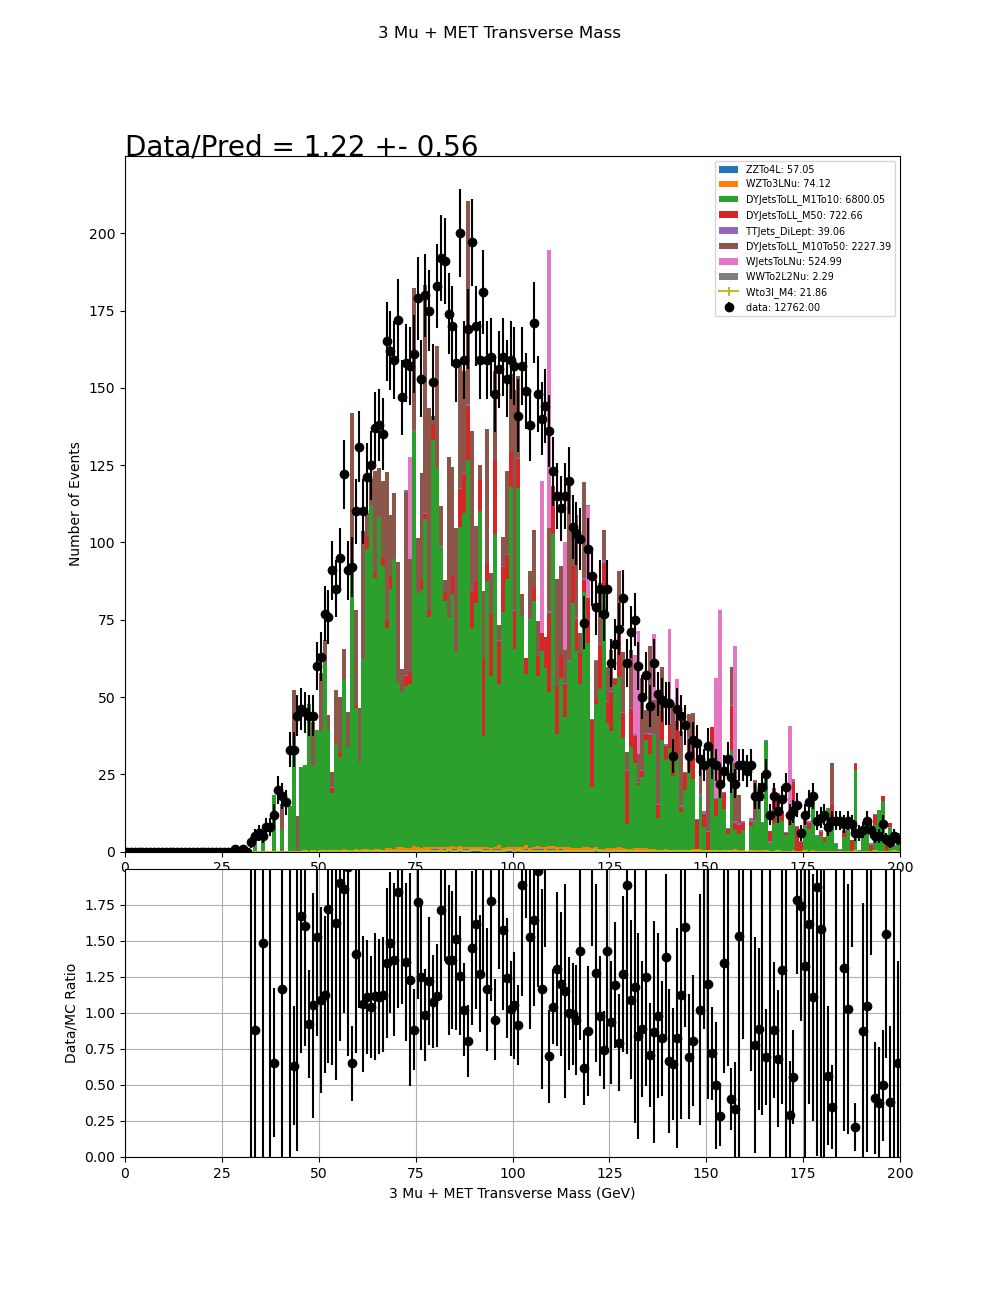 3 Mu + MET Transverse Mass
Data/Pred = 1.22 +- 0.56
ZZTo4L: 57.05
WZTo3LNu: 74.12
DYJetsToLL_M1To10: 6800.05
DYJetsToLL_M50: 722.66
TTJets_DiLept: 39.06
DYJetsToLL_M10To50: 2227.39
WJetsToLNu: 524.99
WWTo2L2Nu: 2.29
Wto3l_M4: 21.86
data: 12762.00
Number of Events
200
175
150
125
100
75
50
25
0
0 25 50 75 100 125 150 175 200
Data/MC Ratio
1.75
1.50
1.25
1.00
0.75
0.50
0.25
0.00
0 25 50 75 100 125 150 175 200
3 Mu + MET Transverse Mass (GeV)